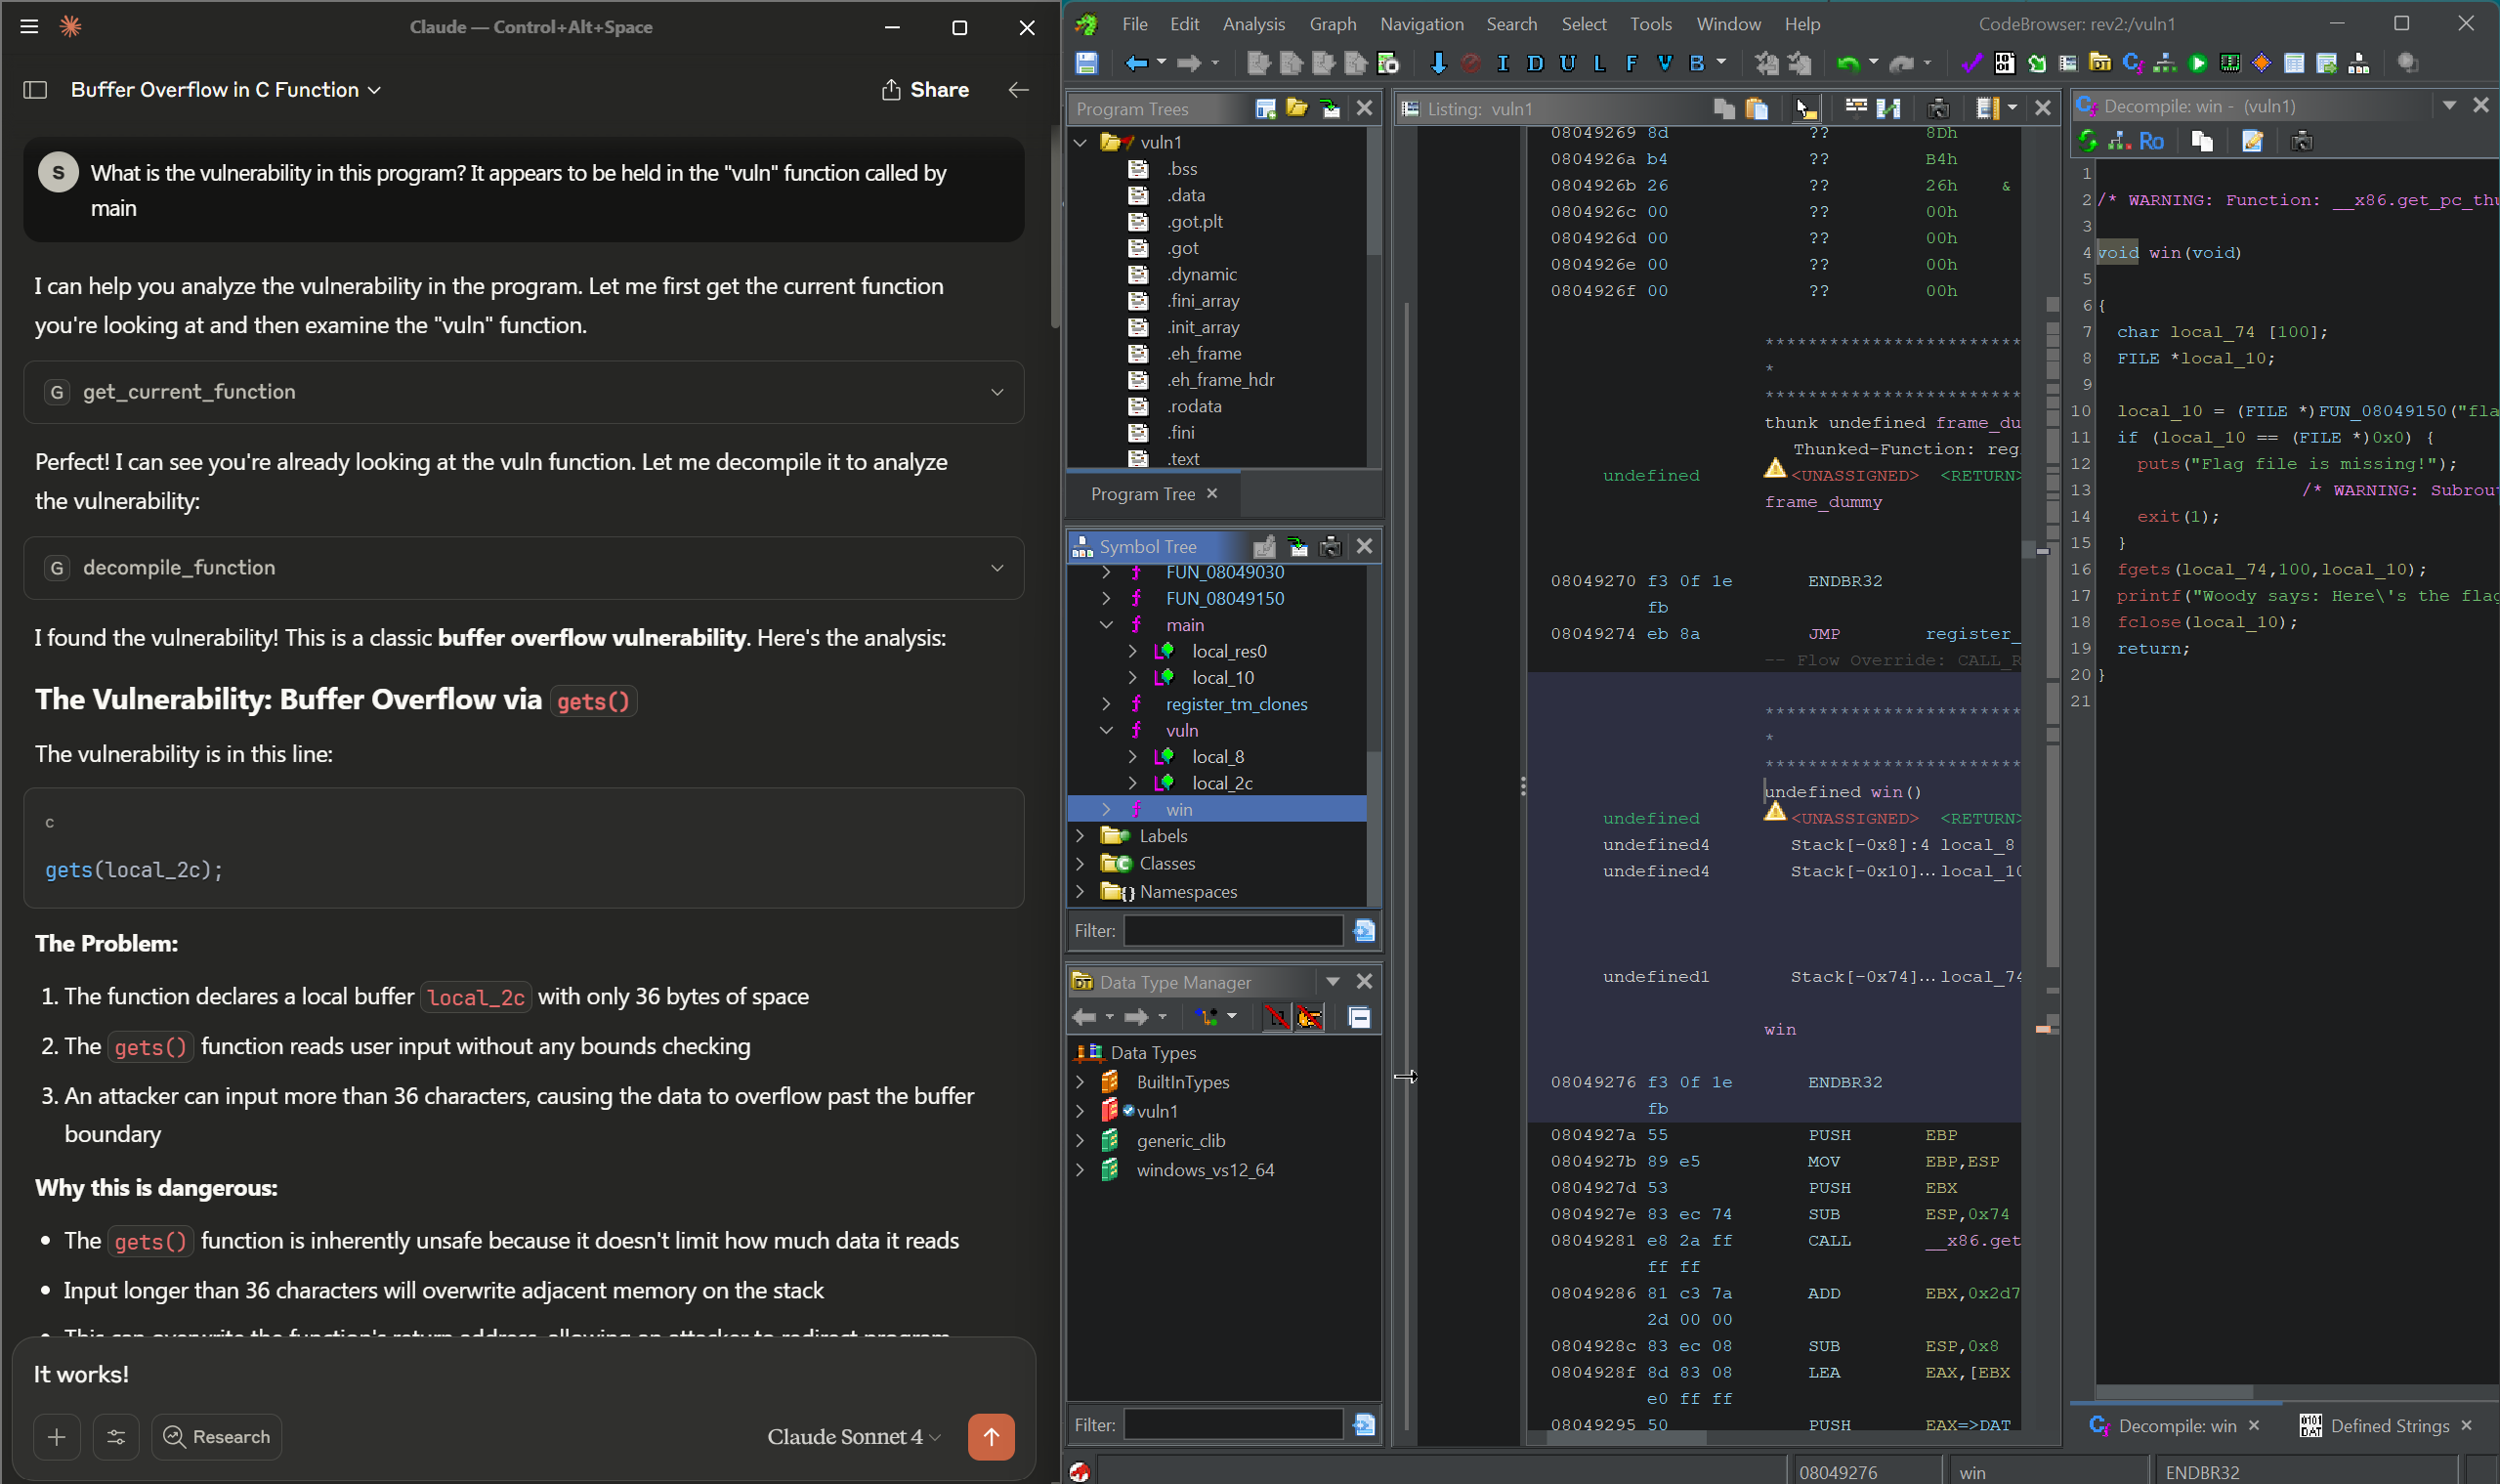 Claude — Control+Alt+Space
Buffer Overflow in C Function
Share
S
What is the vulnerability in this program? It appears to be held in the "vuln" function called by
main
I can help you analyze the vulnerability in the program. Let me first get the current function
you're looking at and then examine the "vuln" function.
G get_current_function
Perfect! I can see you're already looking at the vuln function. Let me decompile it to analyze
the vulnerability:
G decompile_function
I found the vulnerability! This is a classic buffer overflow vulnerability. Here's the analysis:
The Vulnerability: Buffer Overflow via gets()
The vulnerability is in this line:
c
gets(local_2c);
The Problem:
1. The function declares a local buffer local_2c with only 36 bytes of space
2. The gets() function reads user input without any bounds checking
3. An attacker can input more than 36 characters, causing the data to overflow past the buffer
boundary
Why this is dangerous:
• The gets() function is inherently unsafe because it doesn't limit how much data it reads
• Input longer than 36 characters will overwrite adjacent memory on the stack
It works!
Research
Claude Sonnet 4
File Edit Analysis Graph Navigation Search Select Tools Window Help
CodeBrowser: rev2:/vuln1
I D U L F V B
Program Trees
vuln1
.bss
.data
.got.plt
.got
.dynamic
.fini_array
.init_array
.eh_frame
.eh_frame_hdr
.rodata
.fini
.text
Program Tree
Symbol Tree
FUN_08049030
FUN_08049150
main
local_res0
local_10
register_tm_clones
vuln
local_8
local_2c
win
Labels
Classes
Namespaces
Filter:
Data Type Manager
Data Types
BuiltInTypes
vuln1
generic_clib
windows_vs12_64
Filter:
Listing: vuln1
08049269 8d ?? 8Dh
0804926a b4 ?? B4h
0804926b 26 ?? 26h &
0804926c 00 ?? 00h
0804926d 00 ?? 00h
0804926e 00 ?? 00h
0804926f 00 ?? 00h
************************
*
************************
thunk undefined frame_du
Thunked-Function: reg
undefined <UNASSIGNED> <RETURN>
frame_dummy
08049270 f3 0f 1e ENDBR32
fb
08049274 eb 8a JMP register_
-- Flow Override: CALL_R
************************
*
************************
undefined win()
undefined <UNASSIGNED> <RETURN>
undefined4 Stack[-0x8]:4 local_8
undefined4 Stack[-0x10]... local_10
undefined1 Stack[-0x74]... local_74
win
08049276 f3 0f 1e ENDBR32
fb
0804927a 55 PUSH EBP
0804927b 89 e5 MOV EBP,ESP
0804927d 53 PUSH EBX
0804927e 83 ec 74 SUB ESP,0x74
08049281 e8 2a ff CALL __x86.get
ff ff
08049286 81 c3 7a ADD EBX,0x2d7
2d 00 00
0804928c 83 ec 08 SUB ESP,0x8
0804928f 8d 83 08 LEA EAX,[EBX
e0 ff ff
08049295 50 PUSH EAX=>DAT
Decompile: win - (vuln1)
Ro
1
2 /* WARNING: Function: __x86.get_pc_thu
3
4 void win(void)
5
6 {
7 char local_74 [100];
8 FILE *local_10;
9
10 local_10 = (FILE *)FUN_08049150("fla
11 if (local_10 == (FILE *)0x0) {
12 puts("Flag file is missing!");
13 /* WARNING: Subrou
14 exit(1);
15 }
16 fgets(local_74,100,local_10);
17 printf("Woody says: Here\'s the flag
18 fclose(local_10);
19 return;
20 }
21
Decompile: win
Defined Strings
08049276
win
ENDBR32